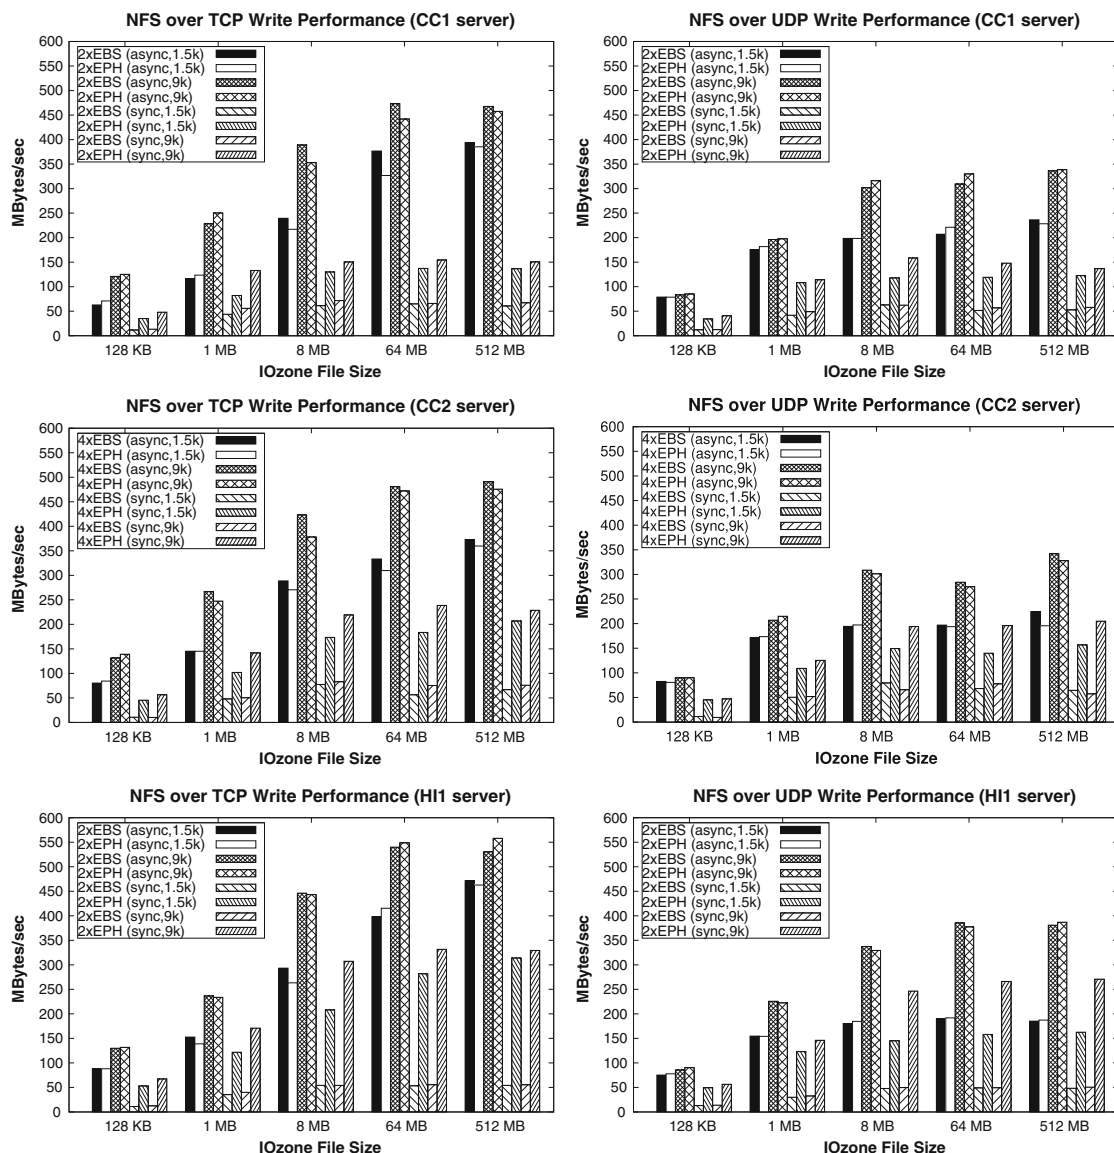 NFS over TCP Write Performance (CC1 server)
600
550
500
450
400
350
300
250
200
150
100
50
0
MBytes/sec
2xEBS (async,1.5k)
2xEPH (async,1.5k)
2xEBS (async,9k)
2xEPH (async,9k)
2xEBS (sync,1.5k)
2xEPH (sync,1.5k)
2xEBS (sync,9k)
2xEPH (sync,9k)
128 KB 1 MB 8 MB 64 MB 512 MB
IOzone File Size
NFS over UDP Write Performance (CC1 server)
600
550
500
450
400
350
300
250
200
150
100
50
0
MBytes/sec
2xEBS (async,1.5k)
2xEPH (async,1.5k)
2xEBS (async,9k)
2xEPH (async,9k)
2xEBS (sync,1.5k)
2xEPH (sync,1.5k)
2xEBS (sync,9k)
2xEPH (sync,9k)
128 KB 1 MB 8 MB 64 MB 512 MB
IOzone File Size
NFS over TCP Write Performance (CC2 server)
600
550
500
450
400
350
300
250
200
150
100
50
0
MBytes/sec
4xEBS (async,1.5k)
4xEPH (async,1.5k)
4xEBS (async,9k)
4xEPH (async,9k)
4xEBS (sync,1.5k)
4xEPH (sync,1.5k)
4xEBS (sync,9k)
4xEPH (sync,9k)
128 KB 1 MB 8 MB 64 MB 512 MB
IOzone File Size
NFS over UDP Write Performance (CC2 server)
600
550
500
450
400
350
300
250
200
150
100
50
0
MBytes/sec
4xEBS (async,1.5k)
4xEPH (async,1.5k)
4xEBS (async,9k)
4xEPH (async,9k)
4xEBS (sync,1.5k)
4xEPH (sync,1.5k)
4xEBS (sync,9k)
4xEPH (sync,9k)
128 KB 1 MB 8 MB 64 MB 512 MB
IOzone File Size
NFS over TCP Write Performance (HI1 server)
600
550
500
450
400
350
300
250
200
150
100
50
0
MBytes/sec
2xEBS (async,1.5k)
2xEPH (async,1.5k)
2xEBS (async,9k)
2xEPH (async,9k)
2xEBS (sync,1.5k)
2xEPH (sync,1.5k)
2xEBS (sync,9k)
2xEPH (sync,9k)
128 KB 1 MB 8 MB 64 MB 512 MB
IOzone File Size
NFS over UDP Write Performance (HI1 server)
600
550
500
450
400
350
300
250
200
150
100
50
0
MBytes/sec
2xEBS (async,1.5k)
2xEPH (async,1.5k)
2xEBS (async,9k)
2xEPH (async,9k)
2xEBS (sync,1.5k)
2xEPH (sync,1.5k)
2xEBS (sync,9k)
2xEPH (sync,9k)
128 KB 1 MB 8 MB 64 MB 512 MB
IOzone File Size